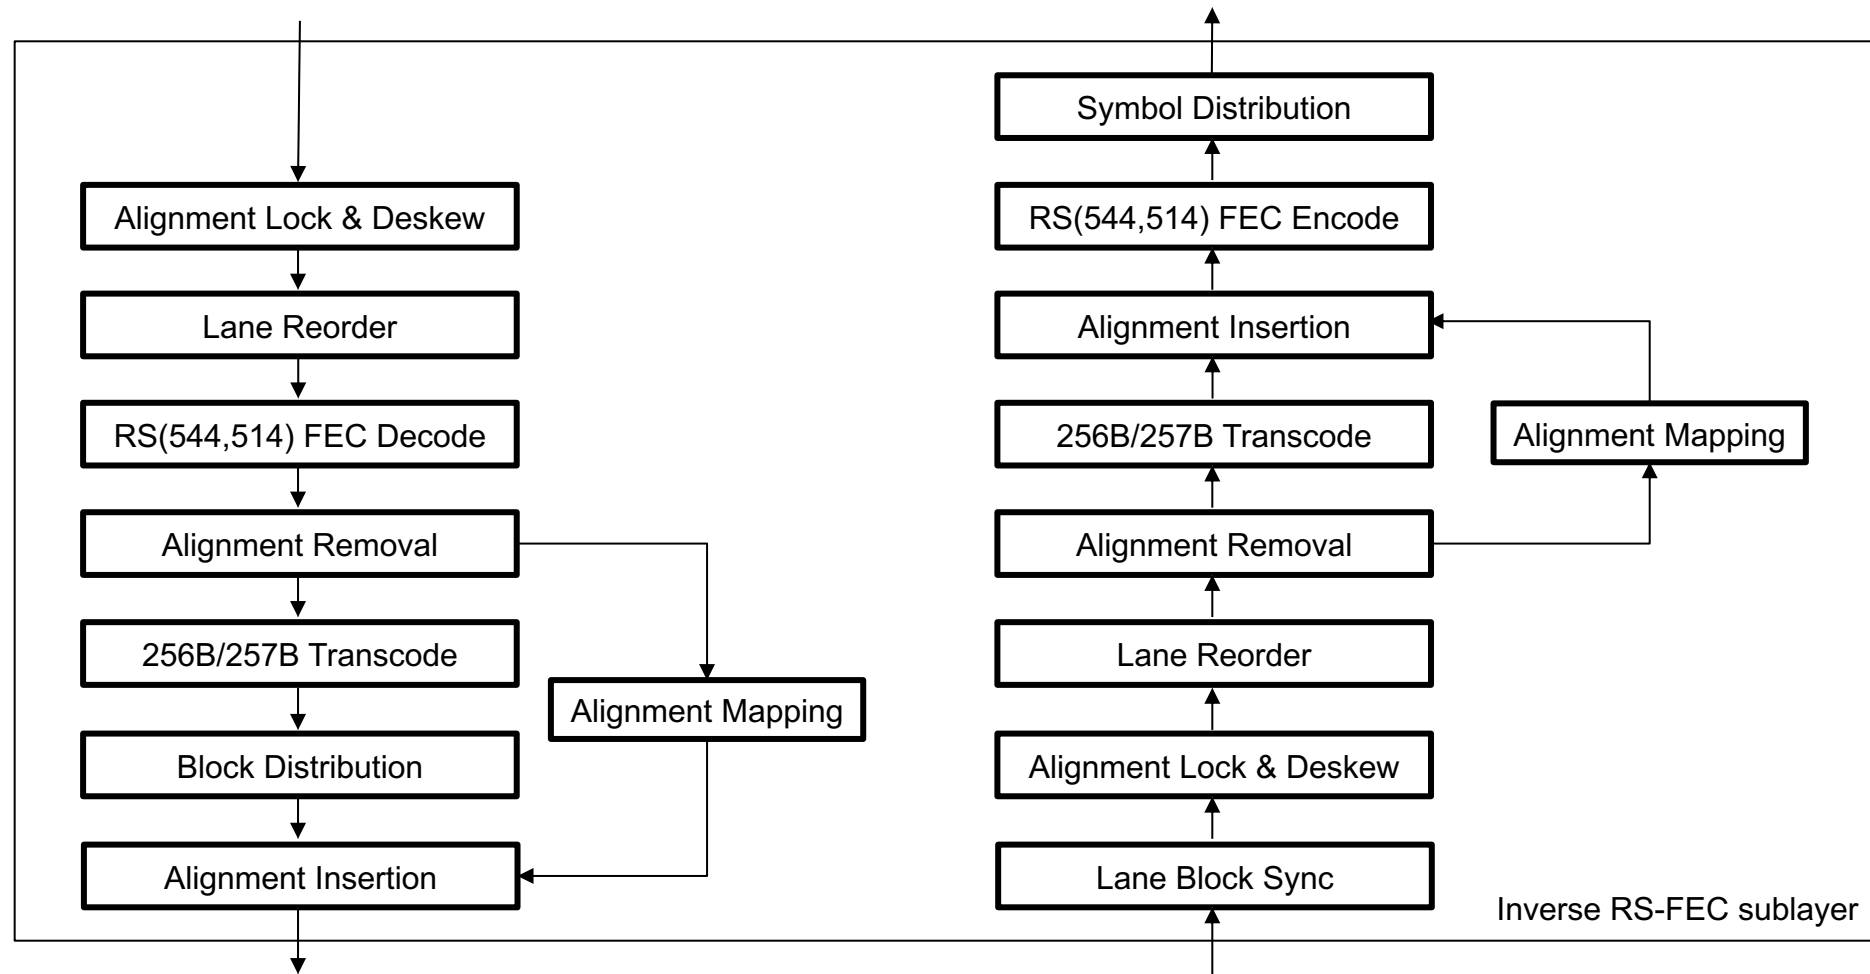 Alignment Lock & Deskew
Lane Reorder
RS(544,514) FEC Decode
Alignment Removal
256B/257B Transcode
Block Distribution
Alignment Insertion
Alignment Mapping
Symbol Distribution
RS(544,514) FEC Encode
Alignment Insertion
256B/257B Transcode
Alignment Removal
Lane Reorder
Alignment Lock & Deskew
Lane Block Sync
Alignment Mapping
Inverse RS-FEC sublayer